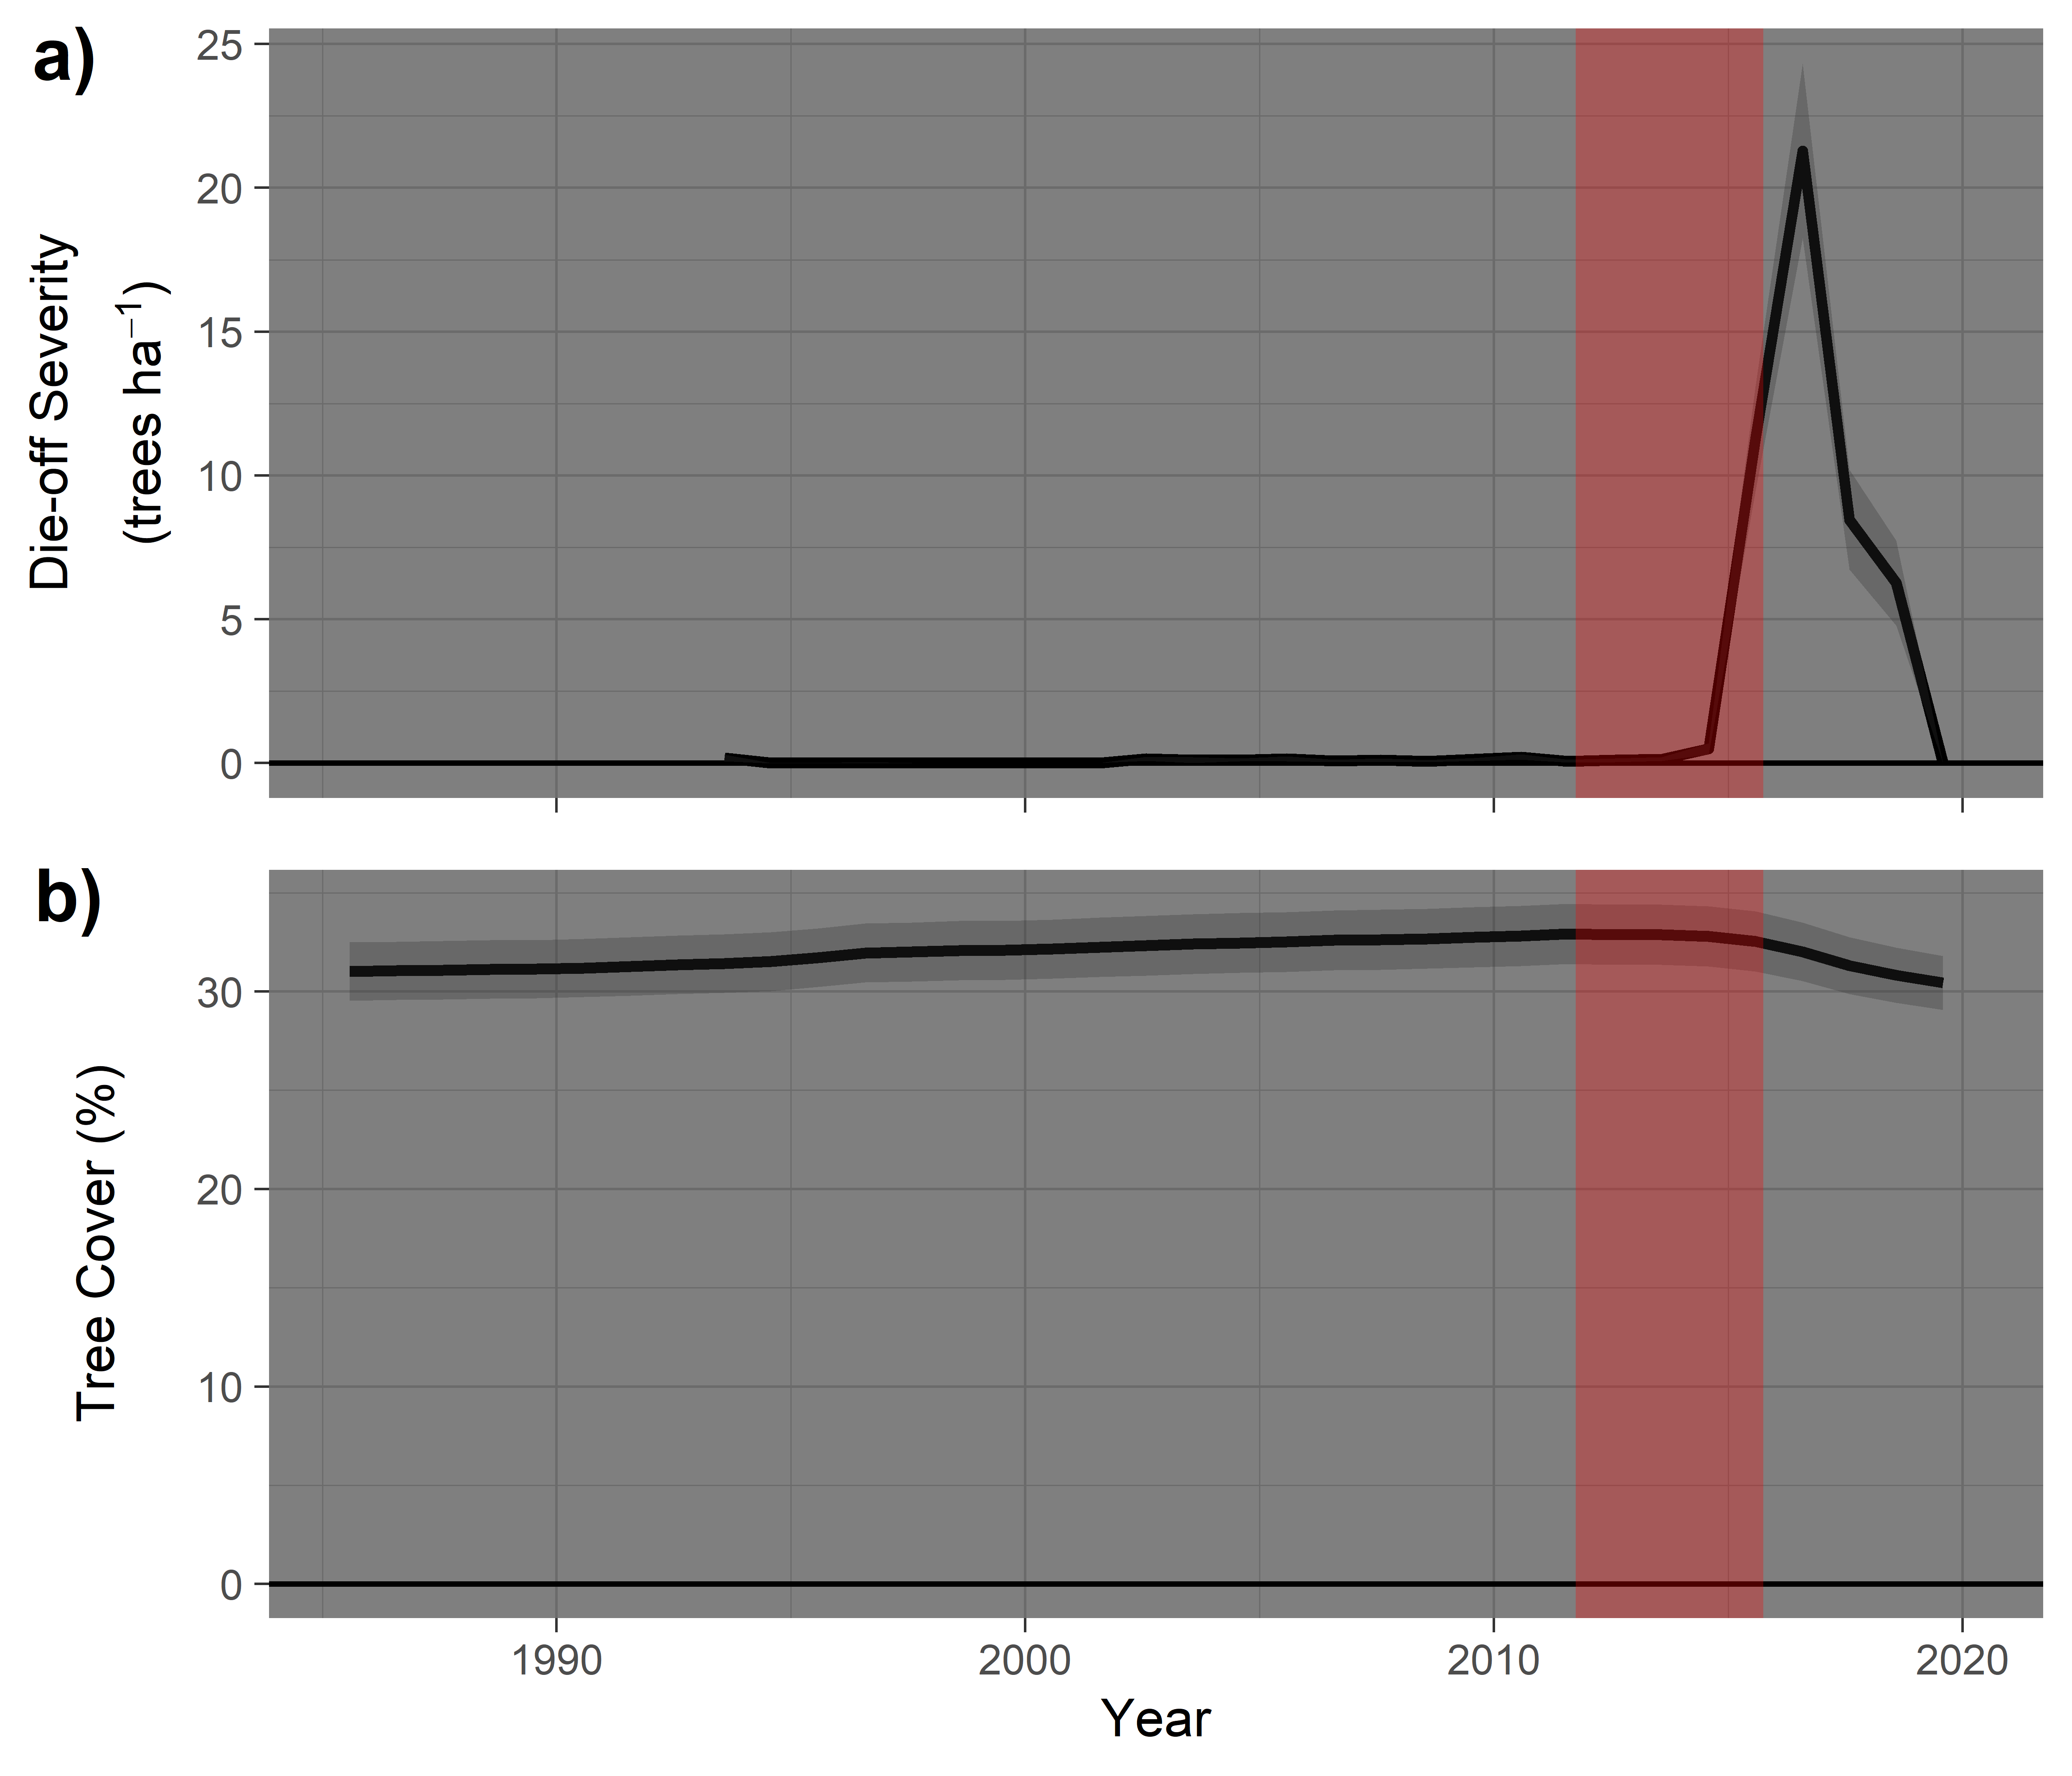 a)
Die-off Severity
(trees ha⁻¹)
25
20
15
10
5
0
b)
Tree Cover (%)
30
20
10
0
1990 2000 2010 2020
Year